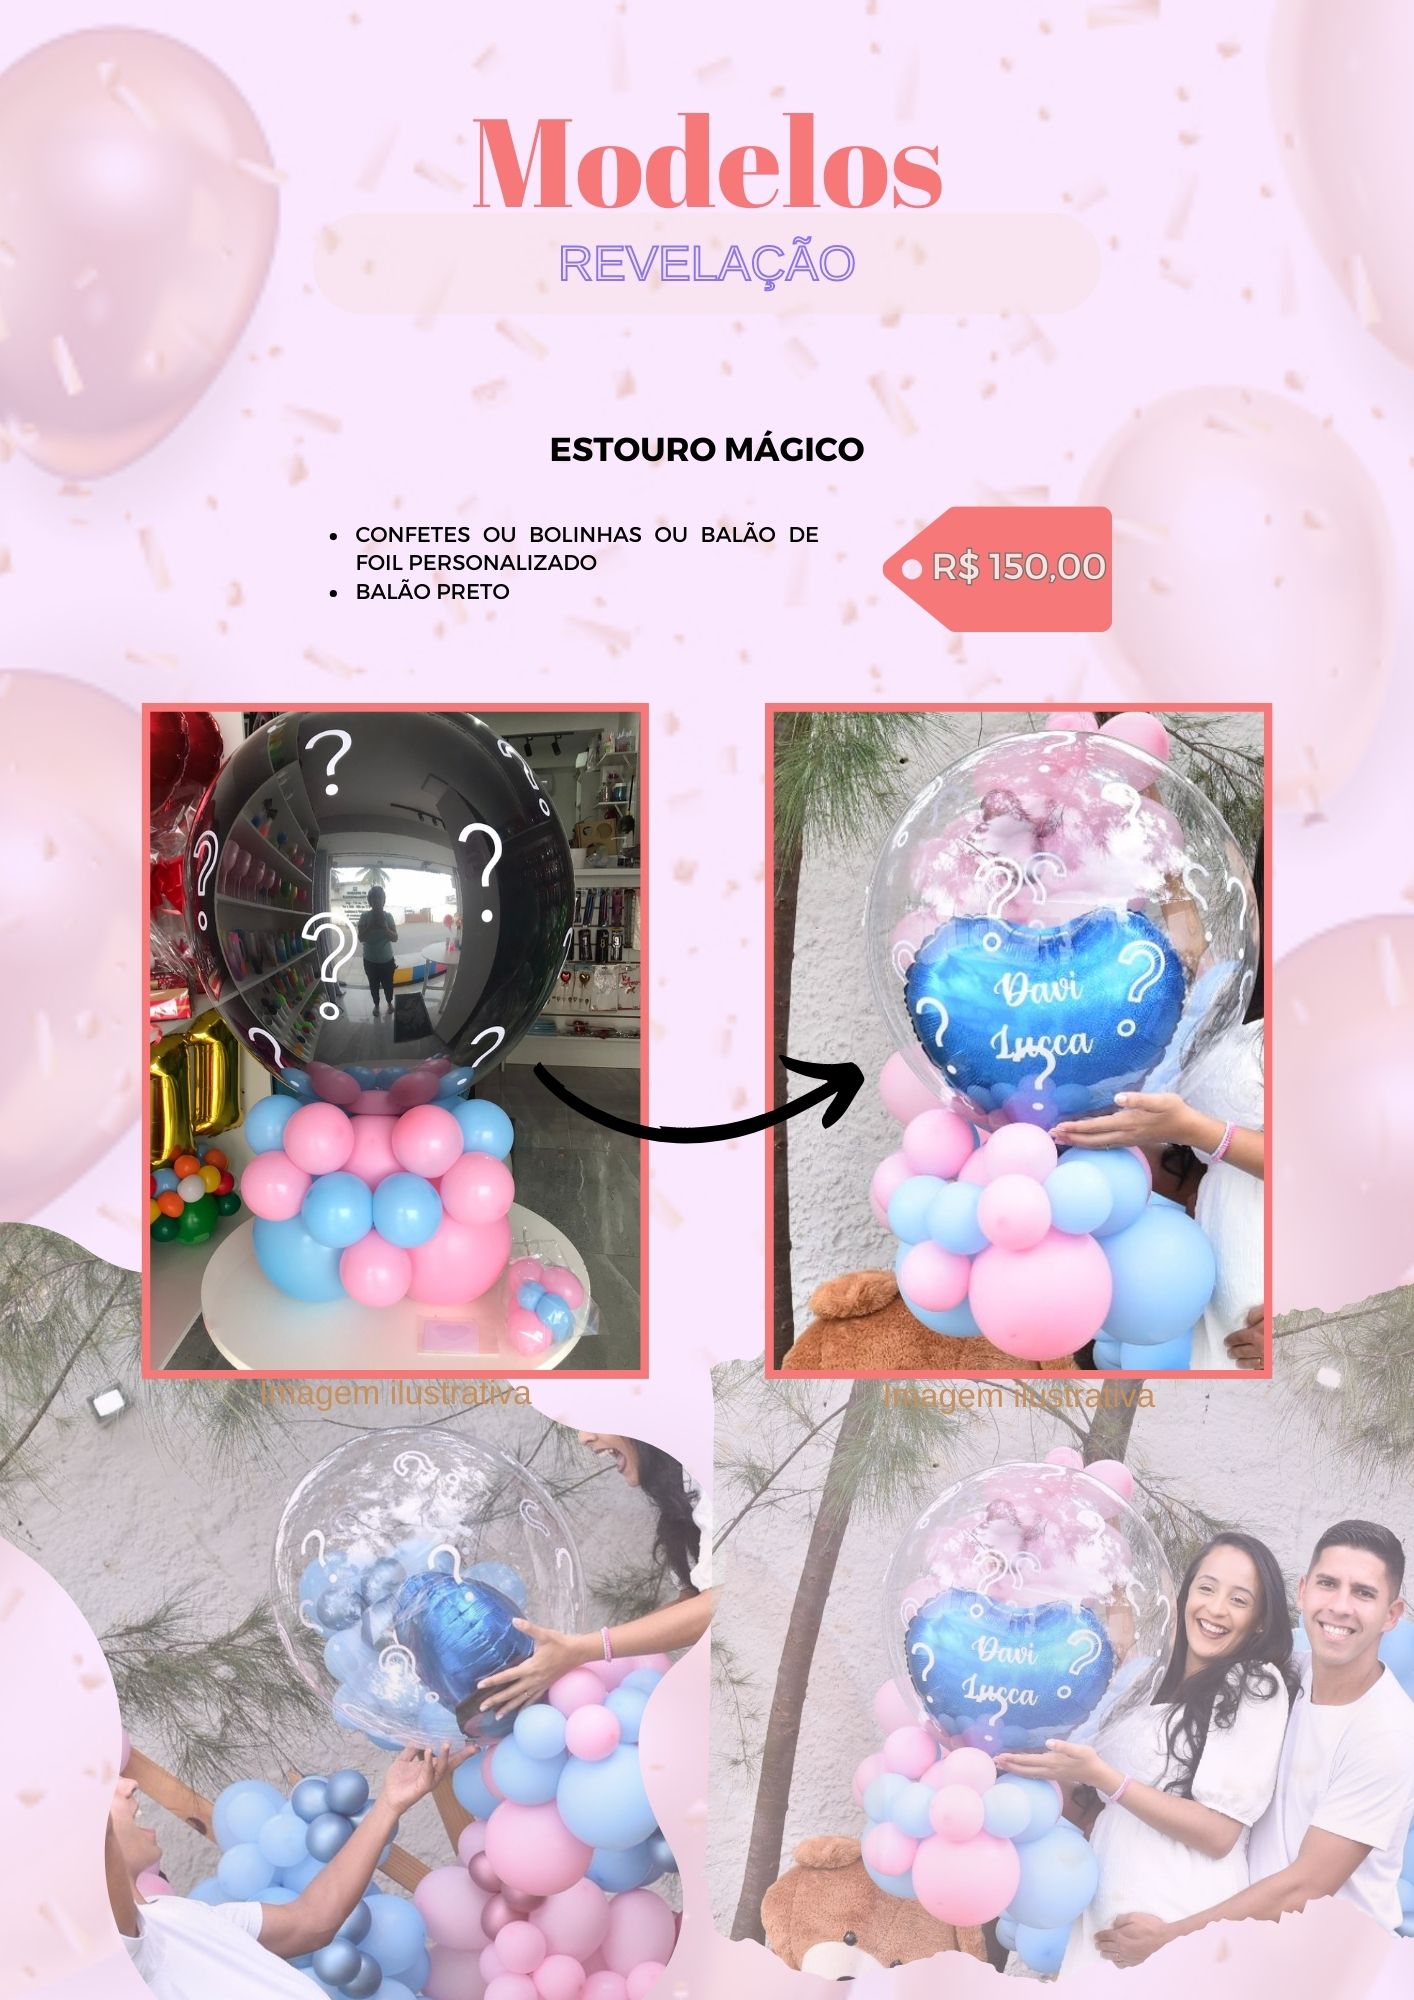 Modelos
REVELAÇÃO
ESTOURO MÁGICO
• CONFETES OU BOLINHAS OU BALÃO DE
FOIL PERSONALIZADO
• BALÃO PRETO
R$ 150,00
? ? ? ? ? ?
Davi
Lucca
Imagem ilustrativa
Imagem ilustrativa
Davi
Lucca